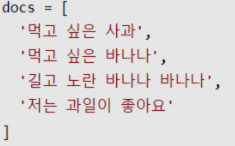 docs = [
'먹고 싶은 사과',
'먹고 싶은 바나나',
'길고 노란 바나나 바나나',
'저는 과일이 좋아요'
]